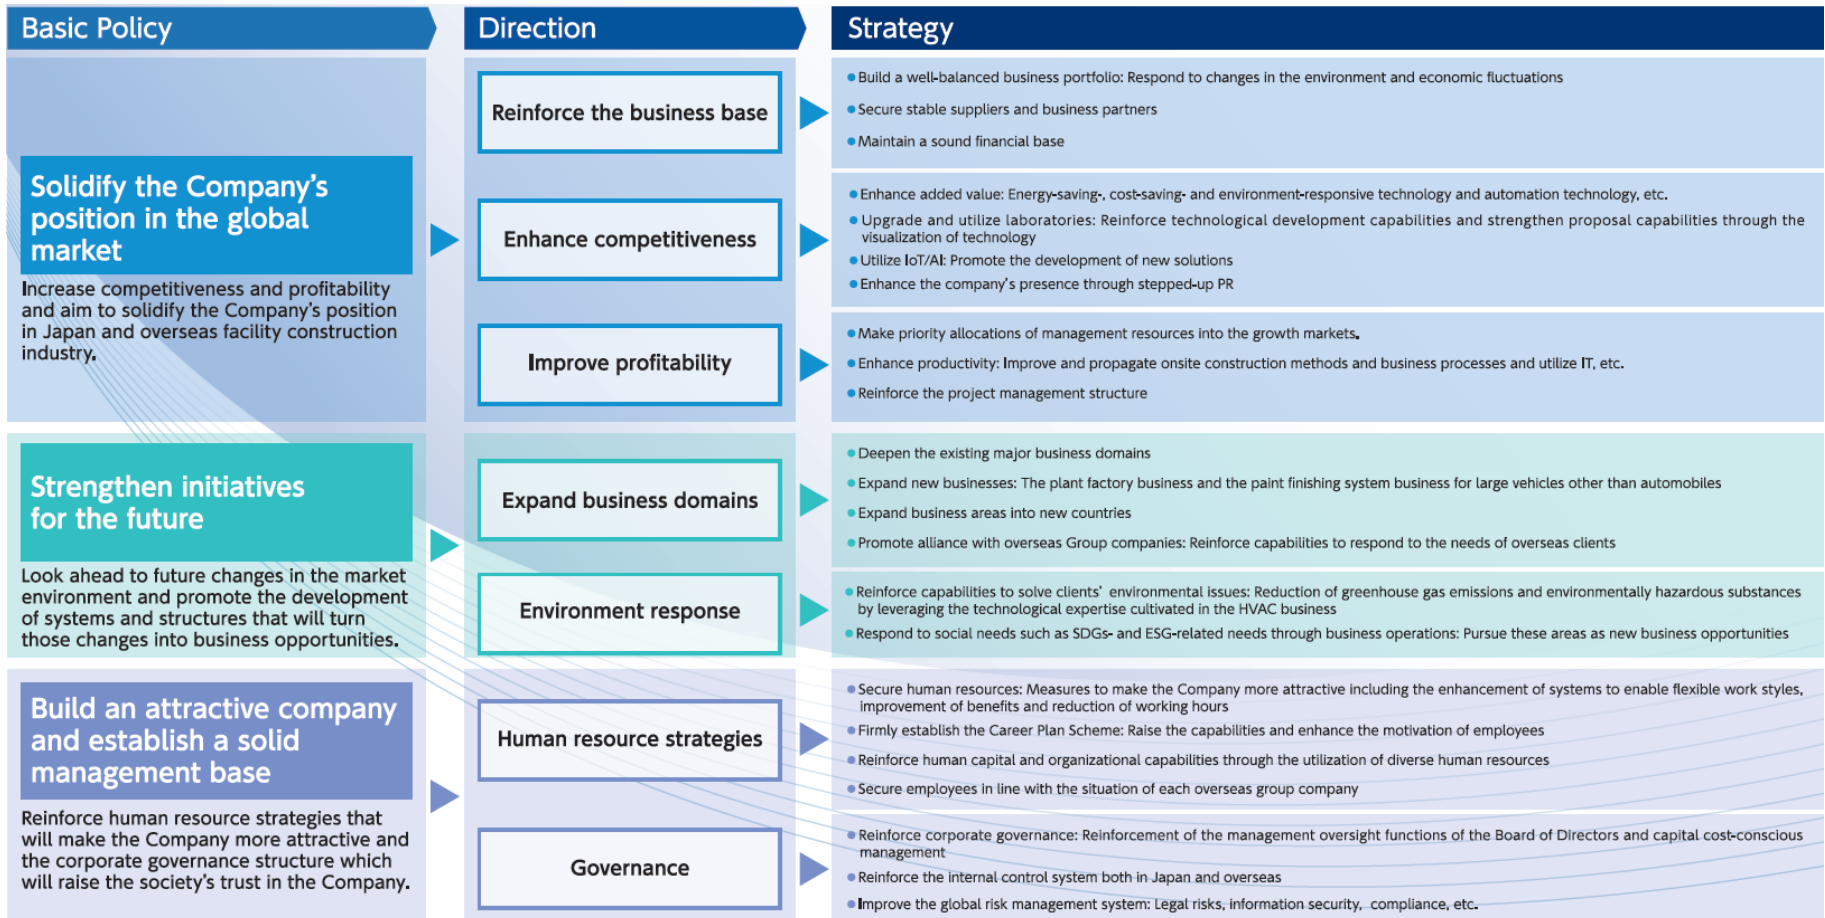 Basic Policy
Direction
Strategy
Solidify the Company's
position in the global
market
Increase competitiveness and profitability
and aim to solidify the Company's position
in Japan and overseas facility construction
industry.
Reinforce the business base
● Build a well-balanced business portfolio: Respond to changes in the environment and economic fluctuations
● Secure stable suppliers and business partners
● Maintain a sound financial base
Enhance competitiveness
● Enhance added value: Energy-saving-, cost-saving- and environment-responsive technology and automation technology, etc.
● Upgrade and utilize laboratories: Reinforce technological development capabilities and strengthen proposal capabilities through the
visualization of technology
● Utilize IoT/AI: Promote the development of new solutions
● Enhance the company's presence through stepped-up PR
Improve profitability
● Make priority allocations of management resources into the growth markets.
● Enhance productivity: Improve and propagate onsite construction methods and business processes and utilize IT, etc.
● Reinforce the project management structure
Strengthen initiatives
for the future
Look ahead to future changes in the market
environment and promote the development
of systems and structures that will turn
those changes into business opportunities.
Expand business domains
● Deepen the existing major business domains
● Expand new businesses: The plant factory business and the paint finishing system business for large vehicles other than automobiles
● Expand business areas into new countries
● Promote alliance with overseas Group companies: Reinforce capabilities to respond to the needs of overseas clients
Environment response
● Reinforce capabilities to solve clients' environmental issues: Reduction of greenhouse gas emissions and environmentally hazardous substances
by leveraging the technological expertise cultivated in the HVAC business
● Respond to social needs such as SDGs- and ESG-related needs through business operations: Pursue these areas as new business opportunities
Build an attractive company
and establish a solid
management base
Reinforce human resource strategies that
will make the Company more attractive and
the corporate governance structure which
will raise the society's trust in the Company.
Human resource strategies
● Secure human resources: Measures to make the Company more attractive including the enhancement of systems to enable flexible work styles,
improvement of benefits and reduction of working hours
● Firmly establish the Career Plan Scheme: Raise the capabilities and enhance the motivation of employees
● Reinforce human capital and organizational capabilities through the utilization of diverse human resources
● Secure employees in line with the situation of each overseas group company
Governance
● Reinforce corporate governance: Reinforcement of the management oversight functions of the Board of Directors and capital cost-conscious
management
● Reinforce the internal control system both in Japan and overseas
● Improve the global risk management system: Legal risks, information security, compliance, etc.